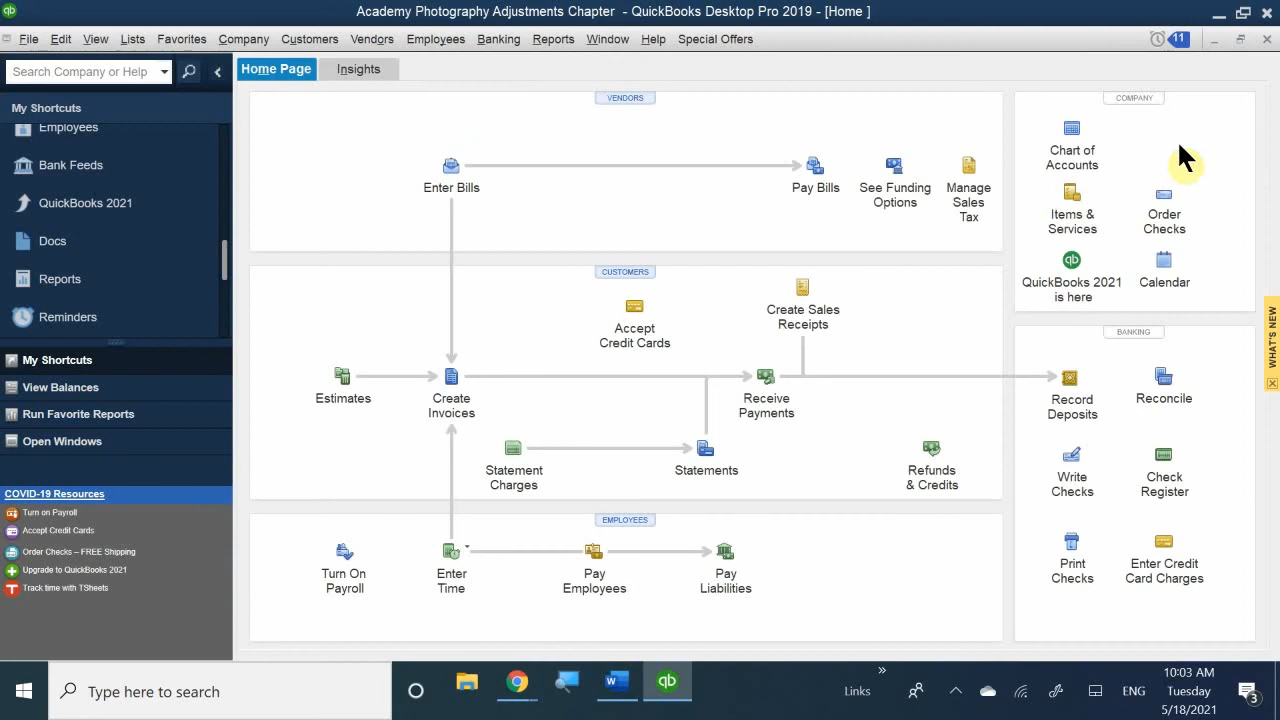 qb
Academy Photography Adjustments Chapter - QuickBooks Desktop Pro 2019 - [Home ]
File Edit View Lists Favorites Company Customers Vendors Employees Banking Reports Window Help Special Offers
11
Search Company or Help
My Shortcuts
Employees
Bank Feeds
QuickBooks 2021
Docs
Reports
Reminders
My Shortcuts
View Balances
Run Favorite Reports
Open Windows
COVID-19 Resources
Turn on Payroll
Accept Credit Cards
Order Checks – FREE Shipping
Upgrade to QuickBooks 2021
Track time with TSheets
Home Page
Insights
VENDORS
Enter Bills
Pay Bills
See Funding
Options
Manage
Sales
Tax
CUSTOMERS
Accept
Credit Cards
Create Sales
Receipts
Estimates
Create
Invoices
Receive
Payments
Statement
Charges
Statements
Refunds
& Credits
EMPLOYEES
Turn On
Payroll
Enter
Time
Pay
Employees
Pay
Liabilities
COMPANY
Chart of
Accounts
Items &
Services
Order
Checks
qb
QuickBooks 2021
is here
Calendar
BANKING
Record
Deposits
Reconcile
Write
Checks
Check
Register
Print
Checks
Enter Credit
Card Charges
WHAT'S NEW
Type here to search
W
qb
Links
»
ENG
10:03 AM
Tuesday
5/18/2021
3